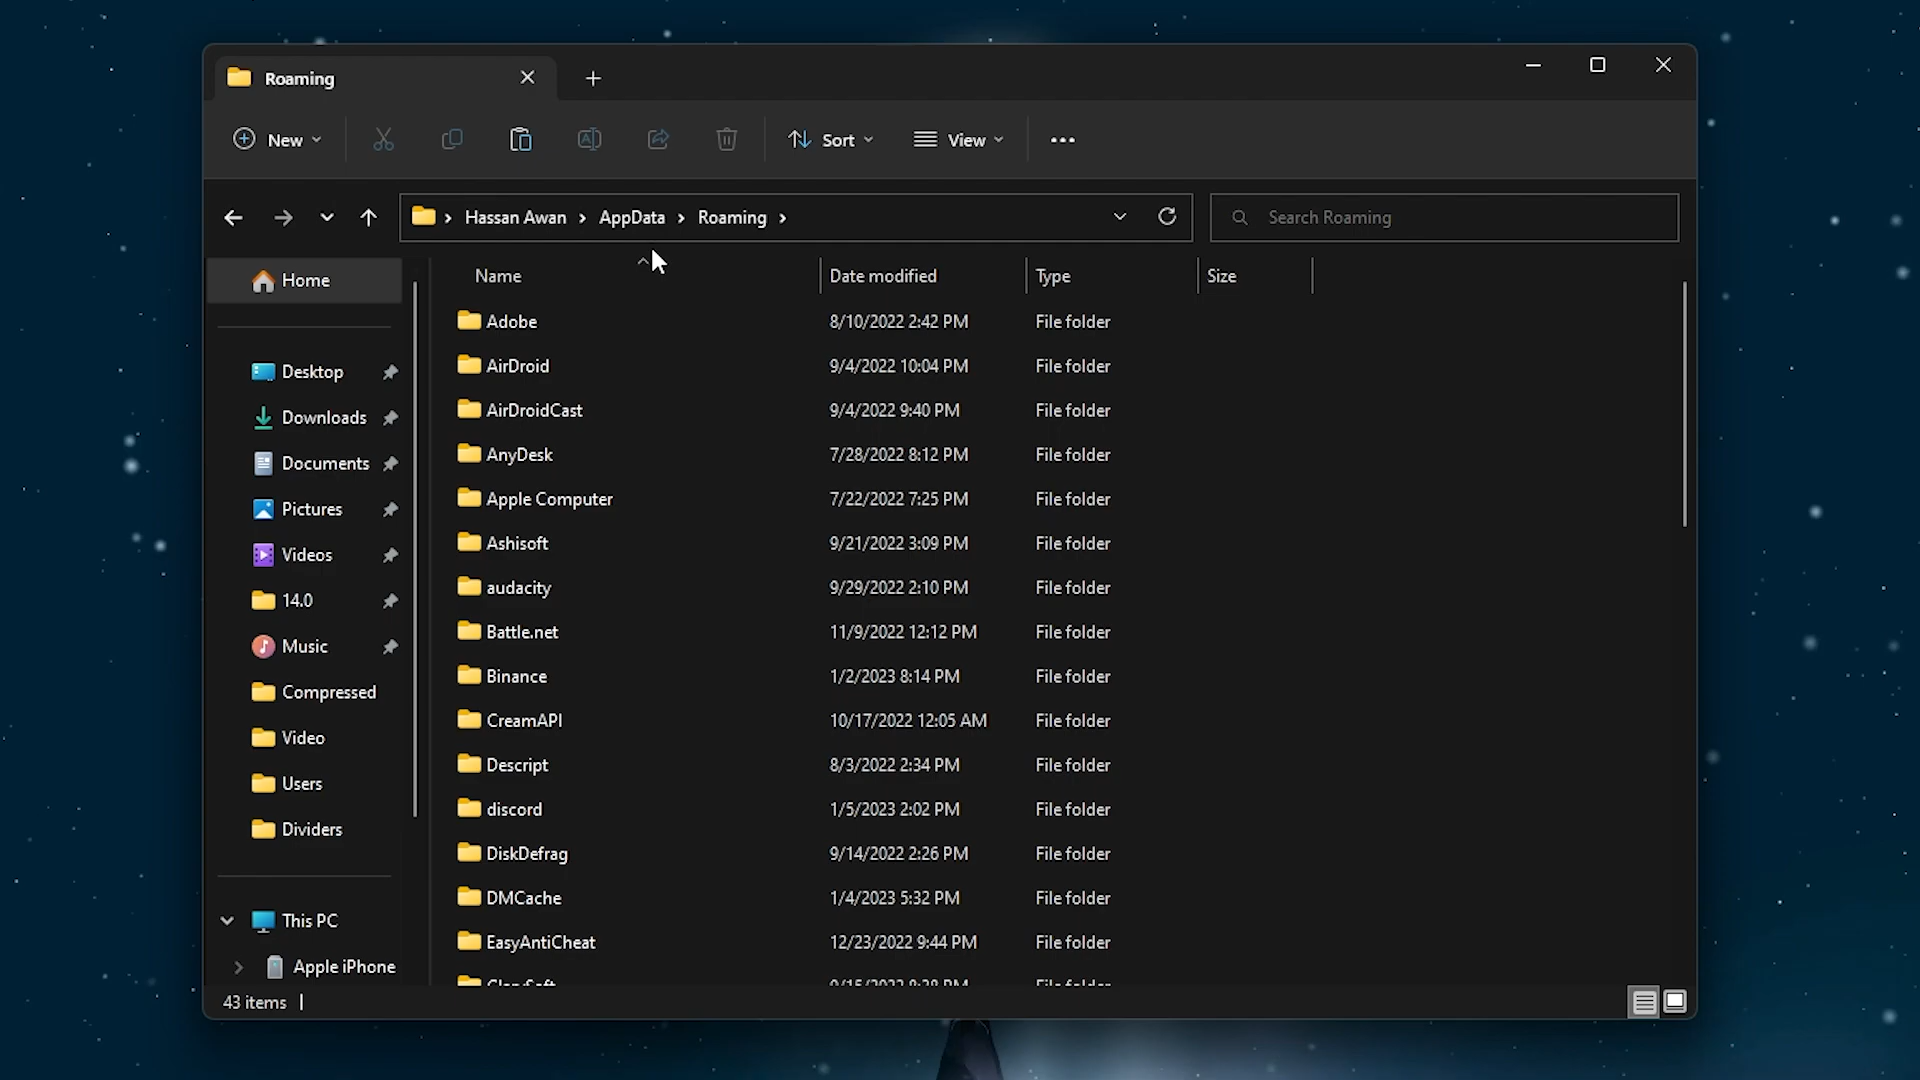 Roaming
New Sort View
Hassan Awan AppData Roaming Search Roaming
Name Date modified Type Size
Home
Desktop
Downloads
Documents
Pictures
Videos
14.0
Music
Compressed
Video
Users
Dividers
This PC
Apple iPhone
Adobe 8/10/2022 2:42 PM File folder
AirDroid 9/4/2022 10:04 PM File folder
AirDroidCast 9/4/2022 9:40 PM File folder
AnyDesk 7/28/2022 8:12 PM File folder
Apple Computer 7/22/2022 7:25 PM File folder
Ashisoft 9/21/2022 3:09 PM File folder
audacity 9/29/2022 2:10 PM File folder
Battle.net 11/9/2022 12:12 PM File folder
Binance 1/2/2023 8:14 PM File folder
CreamAPI 10/17/2022 12:05 AM File folder
Descript 8/3/2022 2:34 PM File folder
discord 1/5/2023 2:02 PM File folder
DiskDefrag 9/14/2022 2:26 PM File folder
DMCache 1/4/2023 5:32 PM File folder
EasyAntiCheat 12/23/2022 9:44 PM File folder
43 items